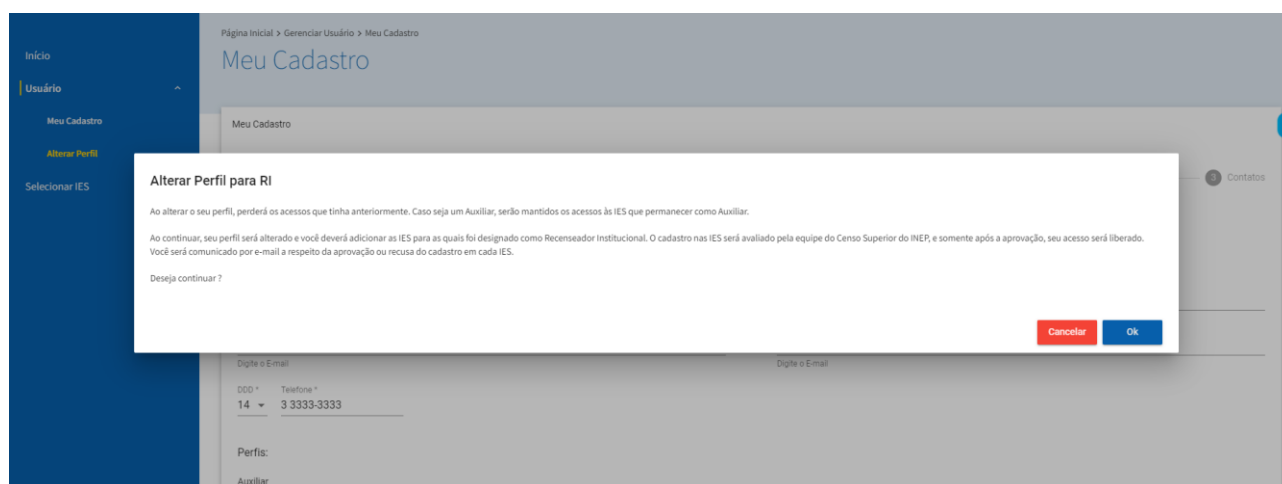 Início
Usuário
Meu Cadastro
Alterar Perfil
Selecionar IES
Página Inicial > Gerenciar Usuário > Meu Cadastro
Meu Cadastro
Meu Cadastro
3 Contatos
Alterar Perfil para RI
Ao alterar o seu perfil, perderá os acessos que tinha anteriormente. Caso seja um Auxiliar, serão mantidos os acessos às IES que permanecer como Auxiliar.
Ao continuar, seu perfil será alterado e você deverá adicionar as IES para as quais foi designado como Recenseador Institucional. O cadastro nas IES será avaliado pela equipe do Censo Superior do INEP, e somente após a aprovação, seu acesso será liberado.
Você será comunicado por e-mail a respeito da aprovação ou recusa do cadastro em cada IES.
Deseja continuar ?
Cancelar Ok
Digite o E-mail Digite o E-mail
DDD * Telefone *
14 3 3333-3333
Perfis:
Auxiliar